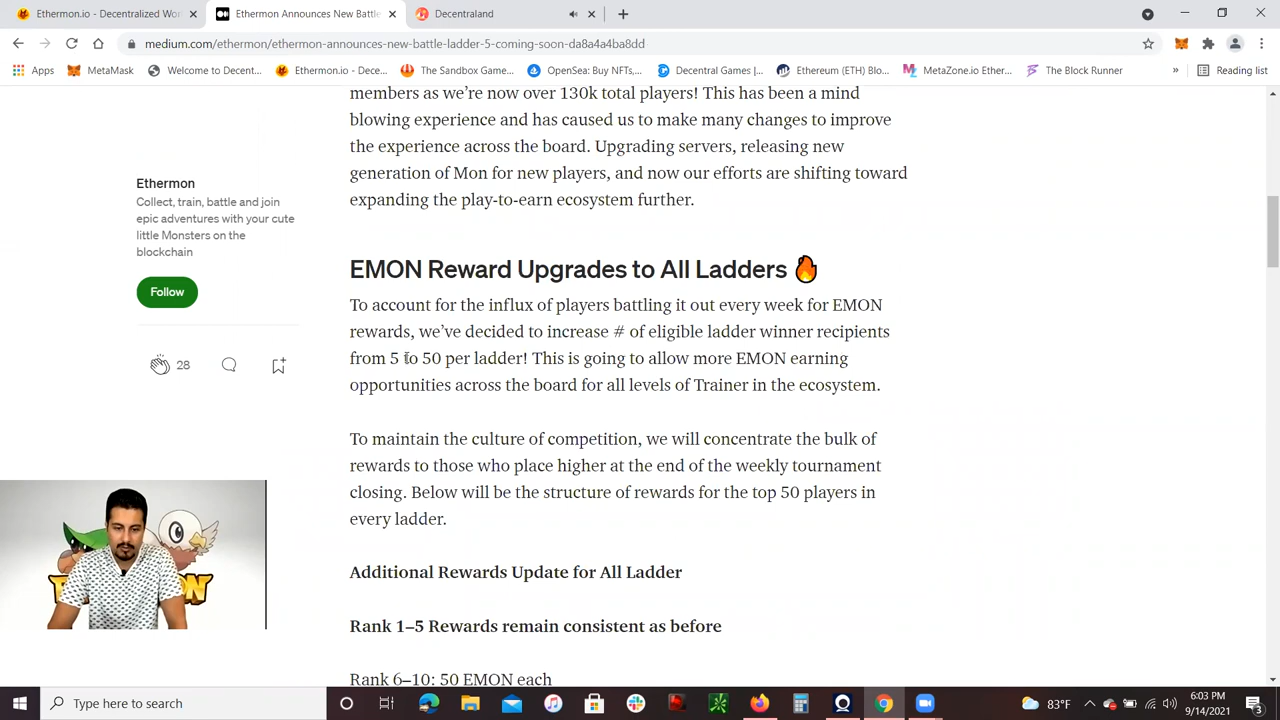 Ethermon.io - Decentralized Wor
Ethermon Announces New Battle
Decentraland
medium.com/ethermon/ethermon-announces-new-battle-ladder-5-coming-soon-da8a4a4ba8dd
Apps
MetaMask
Welcome to Decent...
Ethermon.io - Dece...
The Sandbox Game...
OpenSea: Buy NFTs,...
Decentral Games |...
Ethereum (ETH) Blo...
MetaZone.io Ether...
The Block Runner
»
Reading list
members as we're now over 130k total players! This has been a mind
blowing experience and has caused us to make many changes to improve
the experience across the board. Upgrading servers, releasing new
generation of Mon for new players, and now our efforts are shifting toward
expanding the play-to-earn ecosystem further.
Ethermon
Collect, train, battle and join
epic adventures with your cute
little Monsters on the
blockchain
Follow
28
EMON Reward Upgrades to All Ladders 🔥
To account for the influx of players battling it out every week for EMON
rewards, we've decided to increase # of eligible ladder winner recipients
from 5 to 50 per ladder! This is going to allow more EMON earning
opportunities across the board for all levels of Trainer in the ecosystem.
To maintain the culture of competition, we will concentrate the bulk of
rewards to those who place higher at the end of the weekly tournament
closing. Below will be the structure of rewards for the top 50 players in
every ladder.
Additional Rewards Update for All Ladder
Rank 1–5 Rewards remain consistent as before
Rank 6–10: 50 EMON each
Type here to search
83°F
6:03 PM
9/14/2021
3